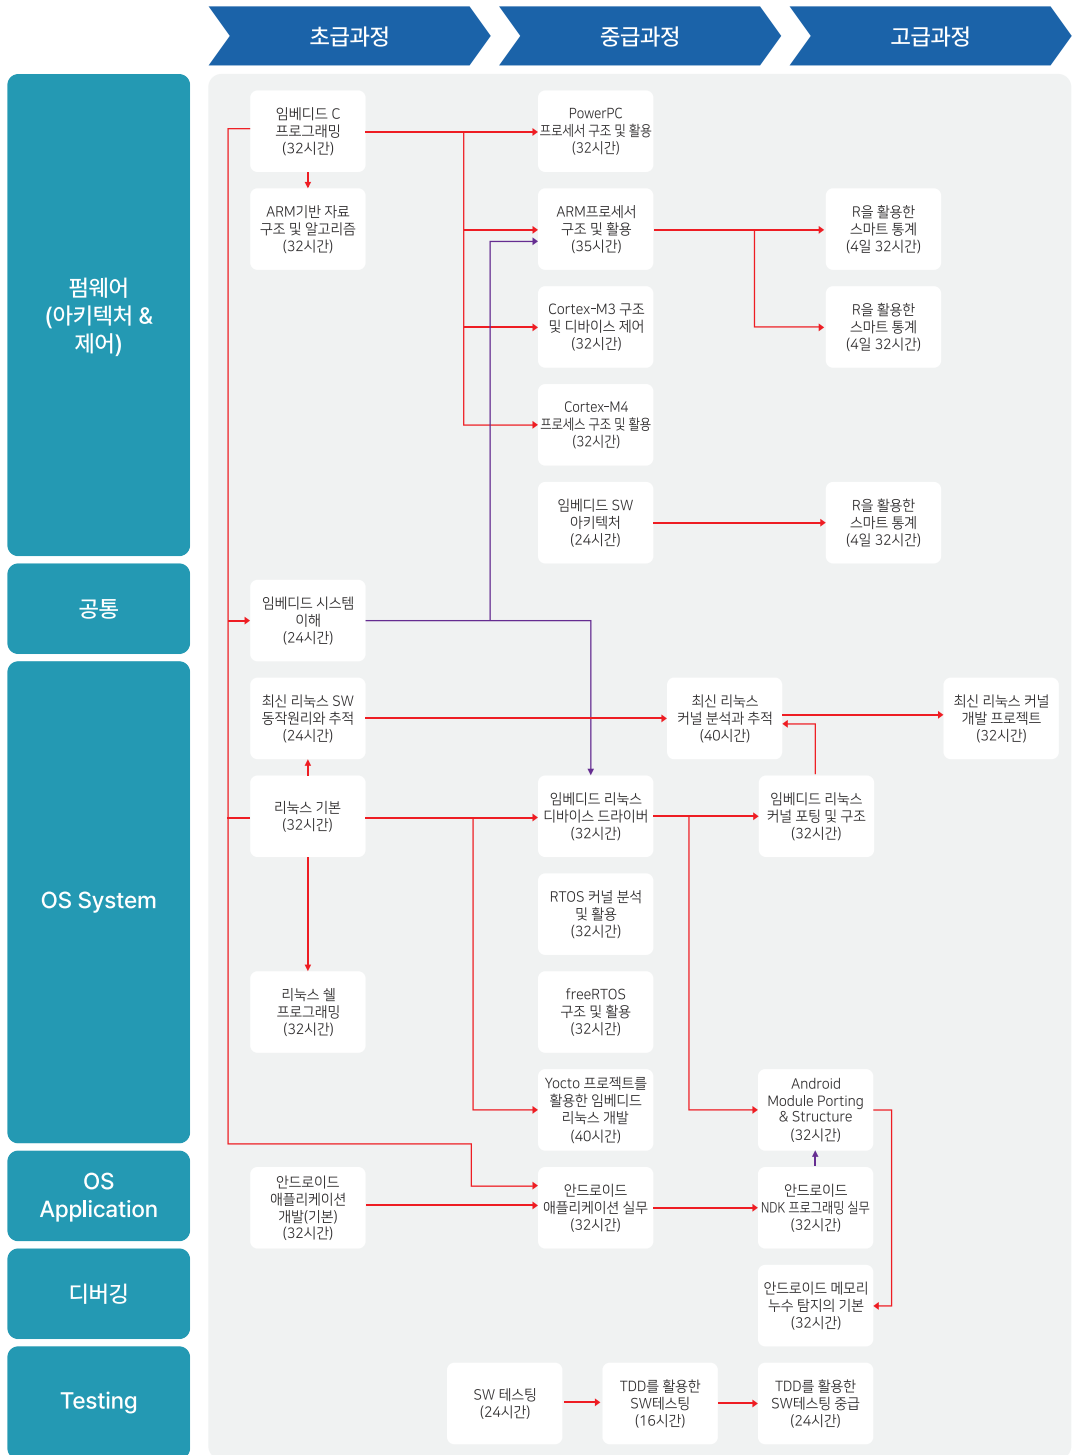 초급과정
중급과정
고급과정
펌웨어
(아키텍처 &
제어)
임베디드 C
프로그래밍
(32시간)
PowerPC
프로세서 구조 및 활용
(32시간)
ARM기반 자료
구조 및 알고리즘
(32시간)
ARM프로세서
구조 및 활용
(35시간)
R을 활용한
스마트 통계
(4일 32시간)
Cortex-M3 구조
및 디바이스 제어
(32시간)
R을 활용한
스마트 통계
(4일 32시간)
Cortex-M4
프로세스 구조 및 활용
(32시간)
임베디드 SW
아키텍처
(24시간)
R을 활용한
스마트 통계
(4일 32시간)
공통
임베디드 시스템
이해
(24시간)
OS System
최신 리눅스 SW
동작원리와 추적
(24시간)
최신 리눅스
커널 분석과 추적
(40시간)
최신 리눅스 커널
개발 프로젝트
(32시간)
리눅스 기본
(32시간)
임베디드 리눅스
디바이스 드라이버
(32시간)
임베디드 리눅스
커널 포팅 및 구조
(32시간)
RTOS 커널 분석
및 활용
(32시간)
리눅스 쉘
프로그래밍
(32시간)
freeRTOS
구조 및 활용
(32시간)
Yocto 프로젝트를
활용한 임베디드
리눅스 개발
(40시간)
Android
Module Porting
& Structure
(32시간)
OS
Application
안드로이드
애플리케이션
개발(기본)
(32시간)
안드로이드
애플리케이션 실무
(32시간)
안드로이드
NDK 프로그래밍 실무
(32시간)
디버깅
안드로이드 메모리
누수 탐지의 기본
(32시간)
Testing
SW 테스팅
(24시간)
TDD를 활용한
SW테스팅
(16시간)
TDD를 활용한
SW테스팅 중급
(24시간)